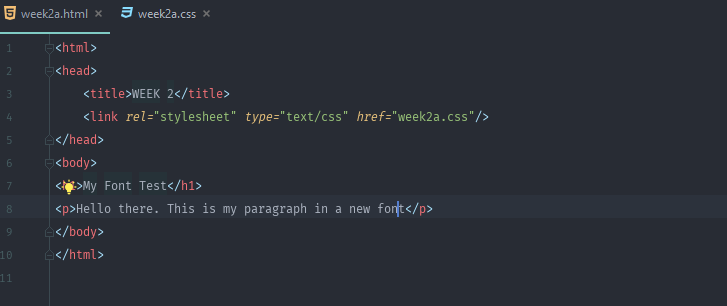 week2a.html × week2a.css ×
1 <html>
2 <head>
3 <title>WEEK 2</title>
4 <link rel="stylesheet" type="text/css" href="week2a.css"/>
5 </head>
6 <body>
7 < >My Font Test</h1>
8 <p>Hello there. This is my paragraph in a new font</p>
9 </body>
10 </html>
11